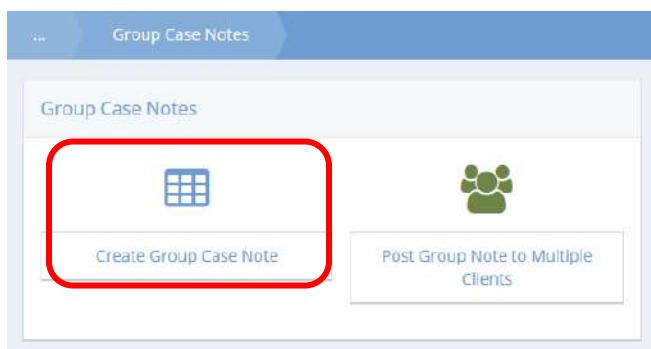 ... Group Case Notes
Group Case Notes
Create Group Case Note
Post Group Note to Multiple
Clients